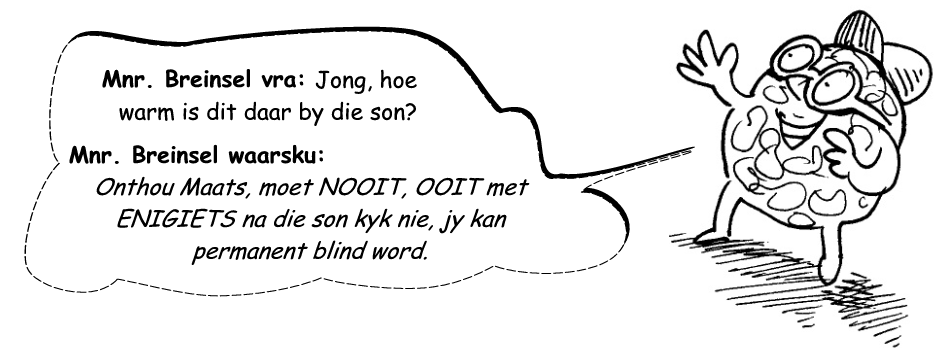 Mnr. Breinsel vra: Jong, hoe
warm is dit daar by die son?
Mnr. Breinsel waarsku:
Onthou Maats, moet NOOIT, OOIT met
ENIGIETS na die son kyk nie, jy kan
permanent blind word.